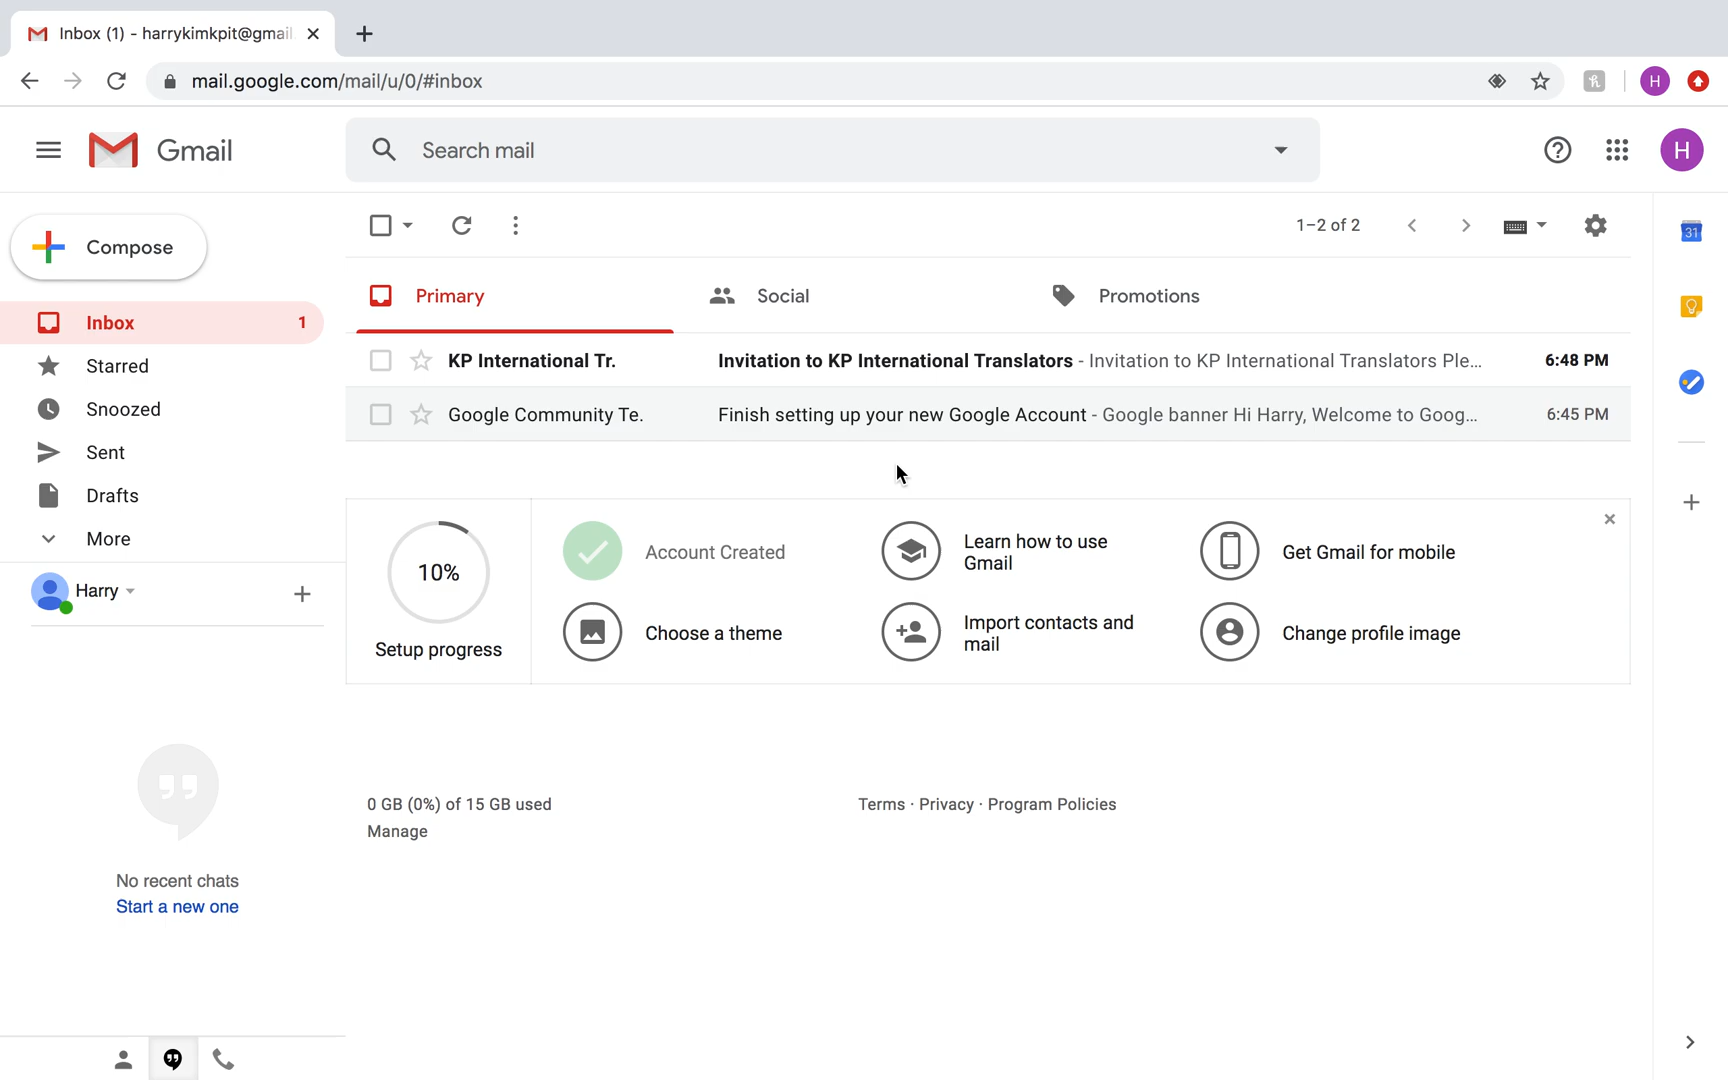 Inbox (1) - harrykimkpit@gmai
mail.google.com/mail/u/0/#inbox
H
Gmail
Search mail
H
Compose
1–2 of 2
31
Primary
Social
Promotions
Inbox 1
Starred
Snoozed
Sent
Drafts
More
KP International Tr. Invitation to KP International Translators - Invitation to KP International Translators Ple... 6:48 PM
Google Community Te. Finish setting up your new Google Account - Google banner Hi Harry, Welcome to Goog... 6:45 PM
10%
Setup progress
Account Created
Learn how to use
Gmail
Get Gmail for mobile
Choose a theme
Import contacts and
mail
Change profile image
Harry
0 GB (0%) of 15 GB used
Manage
Terms · Privacy · Program Policies
No recent chats
Start a new one